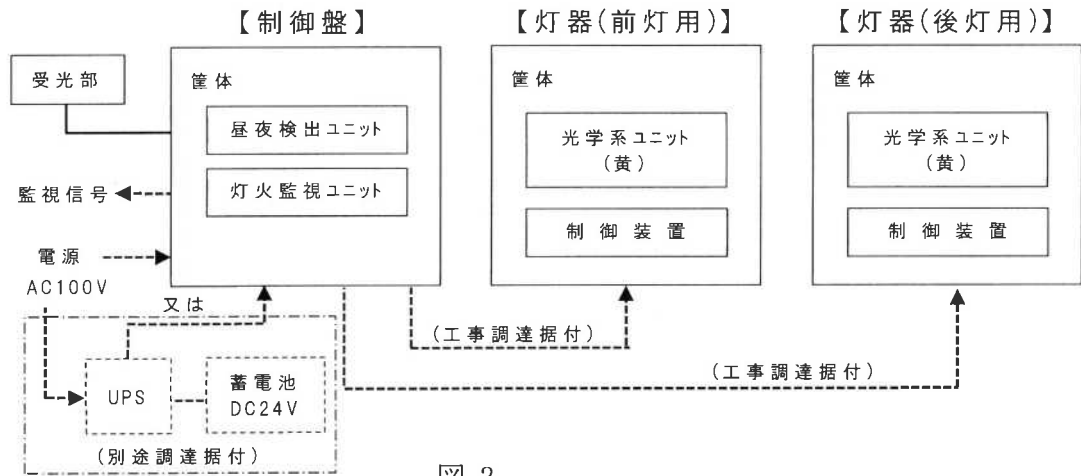 【制御盤】
【灯器(前灯用)】
【灯器(後灯用)】
受光部
筐体
昼夜検出ユニット
灯火監視ユニット
筐体
光学系ユニット
(黄)
制御装置
筐体
光学系ユニット
(黄)
制御装置
監視信号
電源
AC100V
又は
(工事調達据付)
(工事調達据付)
UPS
蓄電池
DC24V
(別途調達据付)